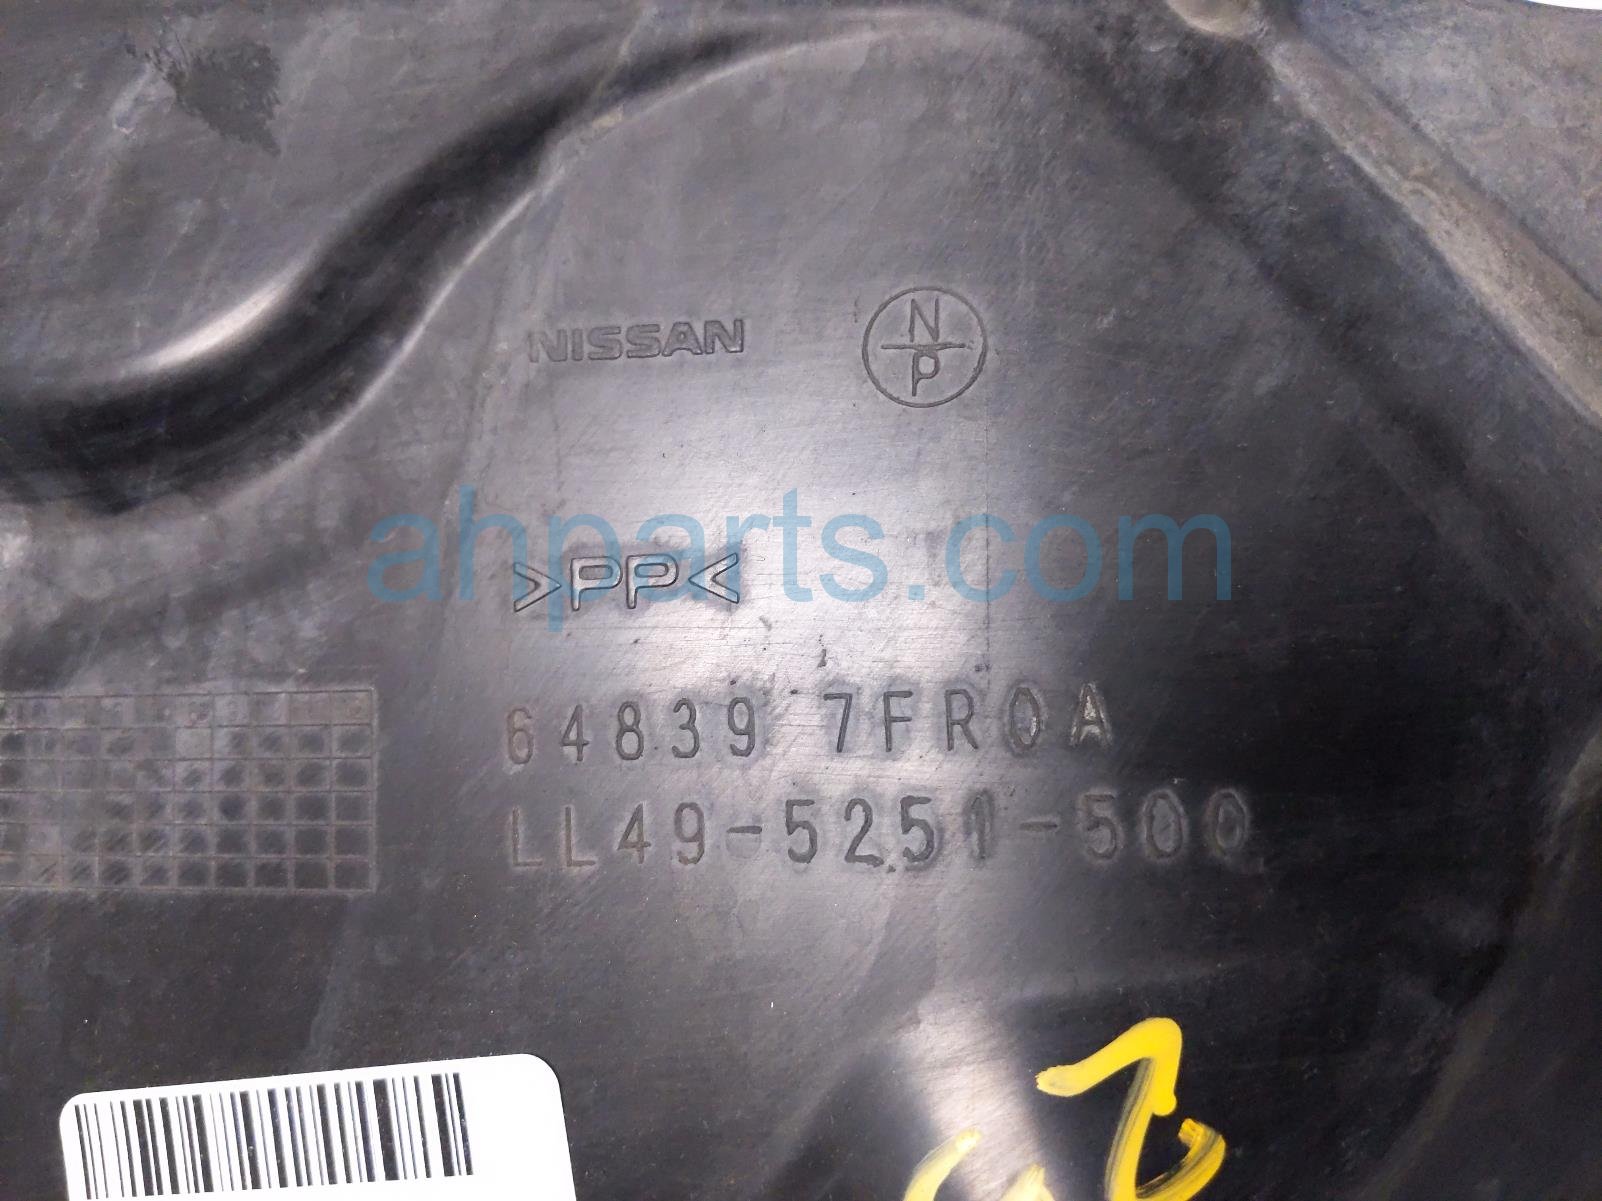 NISSAN
N
P
ahparts.com
>PP<
64839 7FR0A
LL49-5251-500